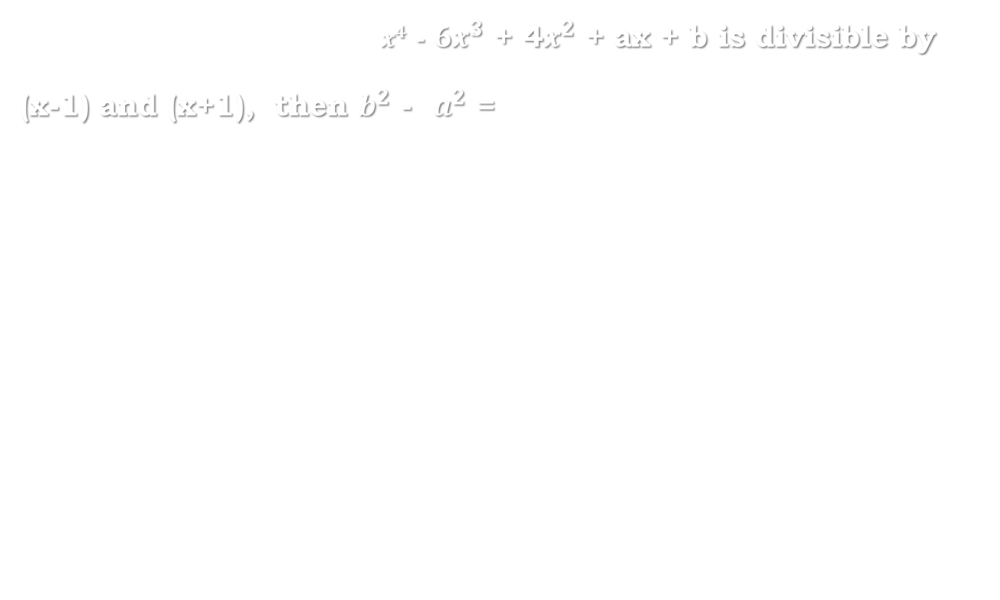 x⁴ - 6x³ + 4x² + ax + b is divisible by
(x-1) and (x+1), then b² - a² =